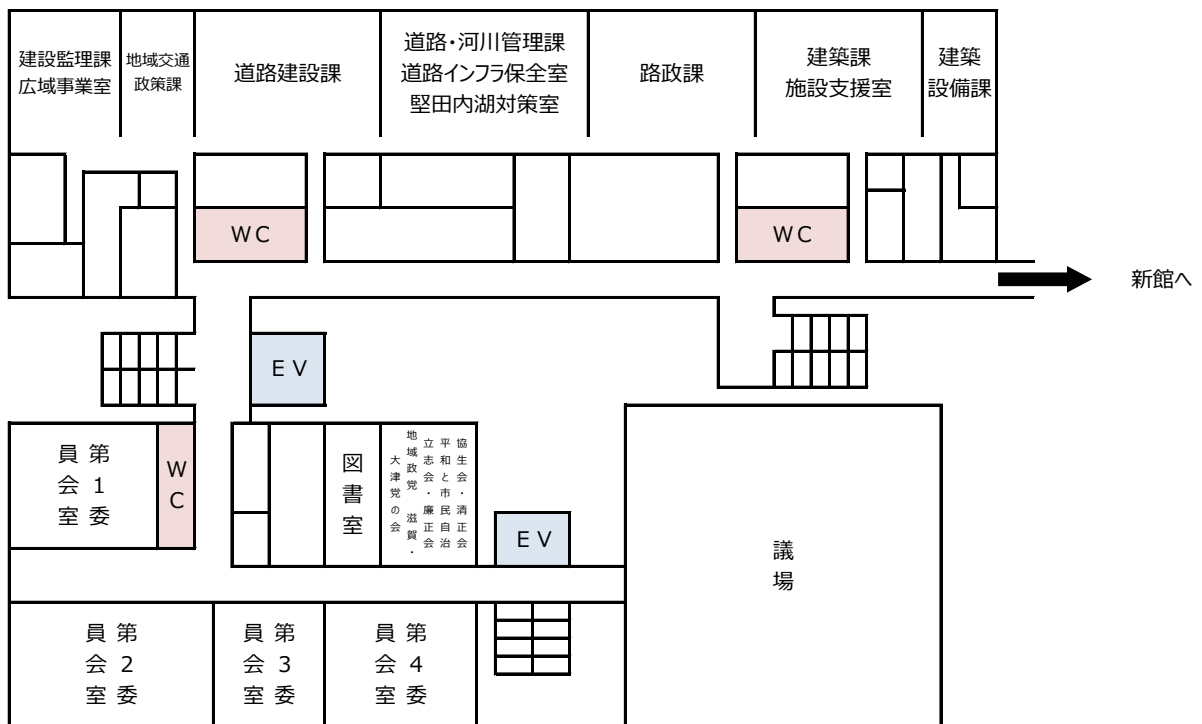 建設監理課
広域事業室
地域交通
政策課
道路建設課
道路・河川管理課
道路インフラ保全室
堅田内湖対策室
路政課
建築課
施設支援室
建築
設備課
WC
WC
新館へ
EV
第1委
員会室
WC
図書室
協生会・清正会
平和と市民自治
立志会・廉正会
地域政党 滋賀・
大津党の会
EV
議場
第2委
員会室
第3委
員会室
第4委
員会室